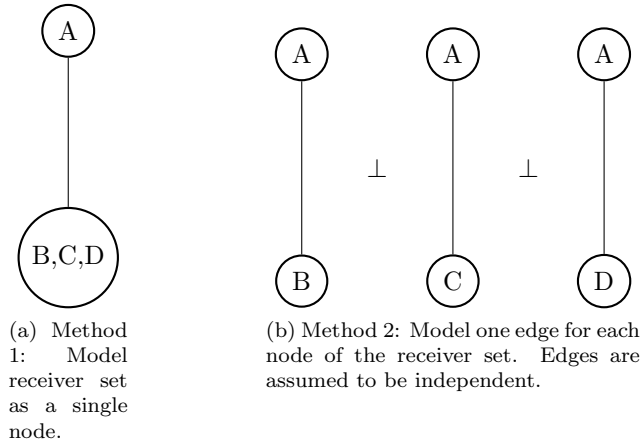 A
B,C,D
(a) Method
1: Model
receiver set
as a single
node.
A A A
⊥ ⊥
B C D
(b) Method 2: Model one edge for each
node of the receiver set. Edges are
assumed to be independent.